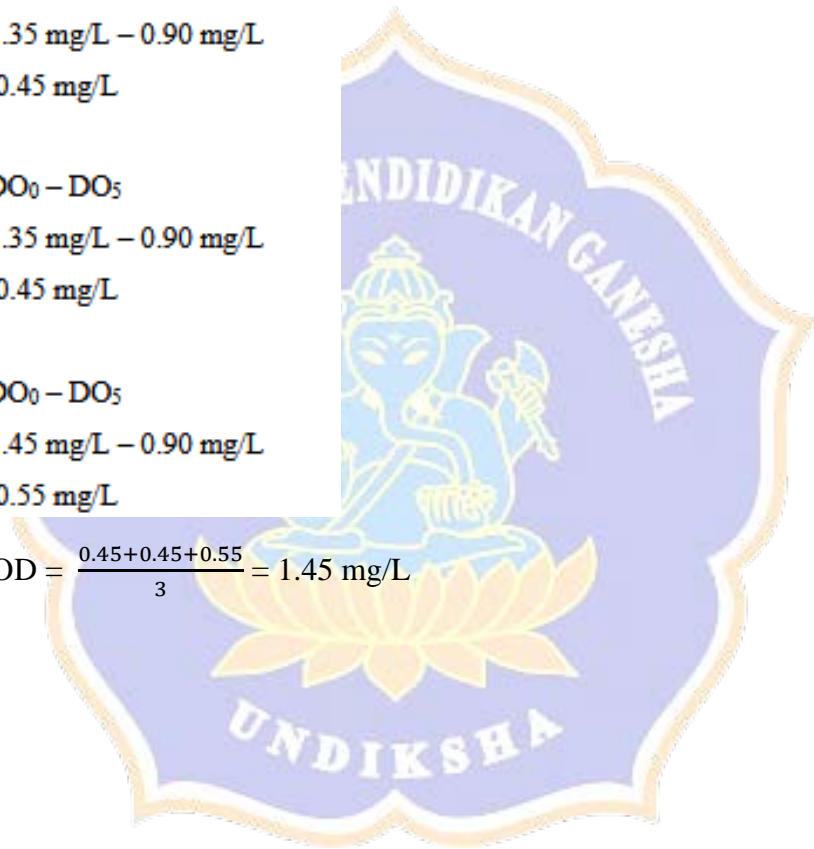 .35 mg/L – 0.90 mg/L
0.45 mg/L
DO₀ – DO₅
.35 mg/L – 0.90 mg/L
0.45 mg/L
DO₀ – DO₅
.45 mg/L – 0.90 mg/L
0.55 mg/L
OD = (0.45+0.45+0.55)/3 = 1.45 mg/L
ENDIDIKAN GANESHA
UNDIKSHA